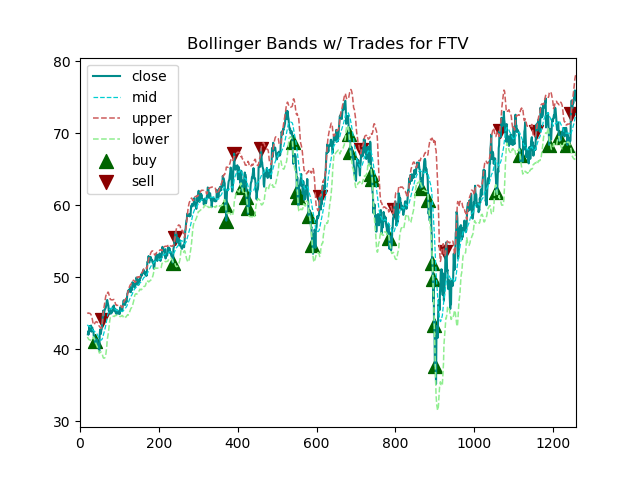 Bollinger Bands w/ Trades for FTV
80
70
60
50
40
30
0 200 400 600 800 1000 1200
close
mid
upper
lower
buy
sell